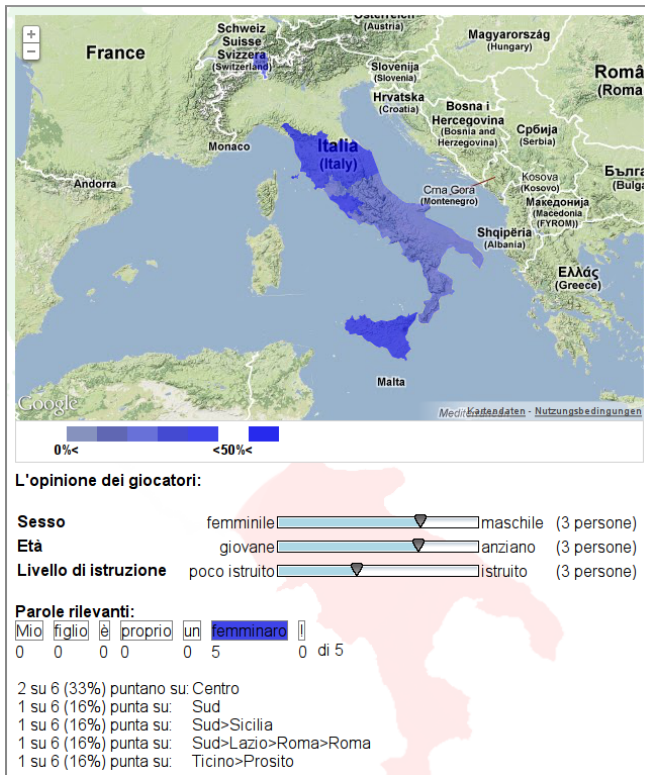 +
−
France
Schweiz
Suisse
Svizzera
(Switzerland)
Österreich
(Austria)
Magyarország
(Hungary)
Slovenija
(Slovenia)
Hrvatska
(Croatia)
Româ
(Roma
Bosna i
Hercegovina
(Bosnia and
Herzegovina)
Србија
(Serbia)
Monaco
Italia
(Italy)
Andorra
Crna Gora
(Montenegro)
Kosova
(Kosovo)
Бълга
(Bulga
Македонија
(Macedonia
(FYROM))
Shqipëria
(Albania)
Ελλάς
(Greece)
Malta
Google
Kartendaten - Nutzungsbedingungen
0%< <50%<
L'opinione dei giocatori:
Sesso femminile maschile (3 persone)
Età giovane anziano (3 persone)
Livello di istruzione poco istruito istruito (3 persone)
Parole rilevanti:
Mio figlio è proprio un femminaro !
0 0 0 0 0 5 0 di 5
2 su 6 (33%) puntano su: Centro
1 su 6 (16%) punta su: Sud
1 su 6 (16%) punta su: Sud>Sicilia
1 su 6 (16%) punta su: Sud>Lazio>Roma>Roma
1 su 6 (16%) punta su: Ticino>Prosito